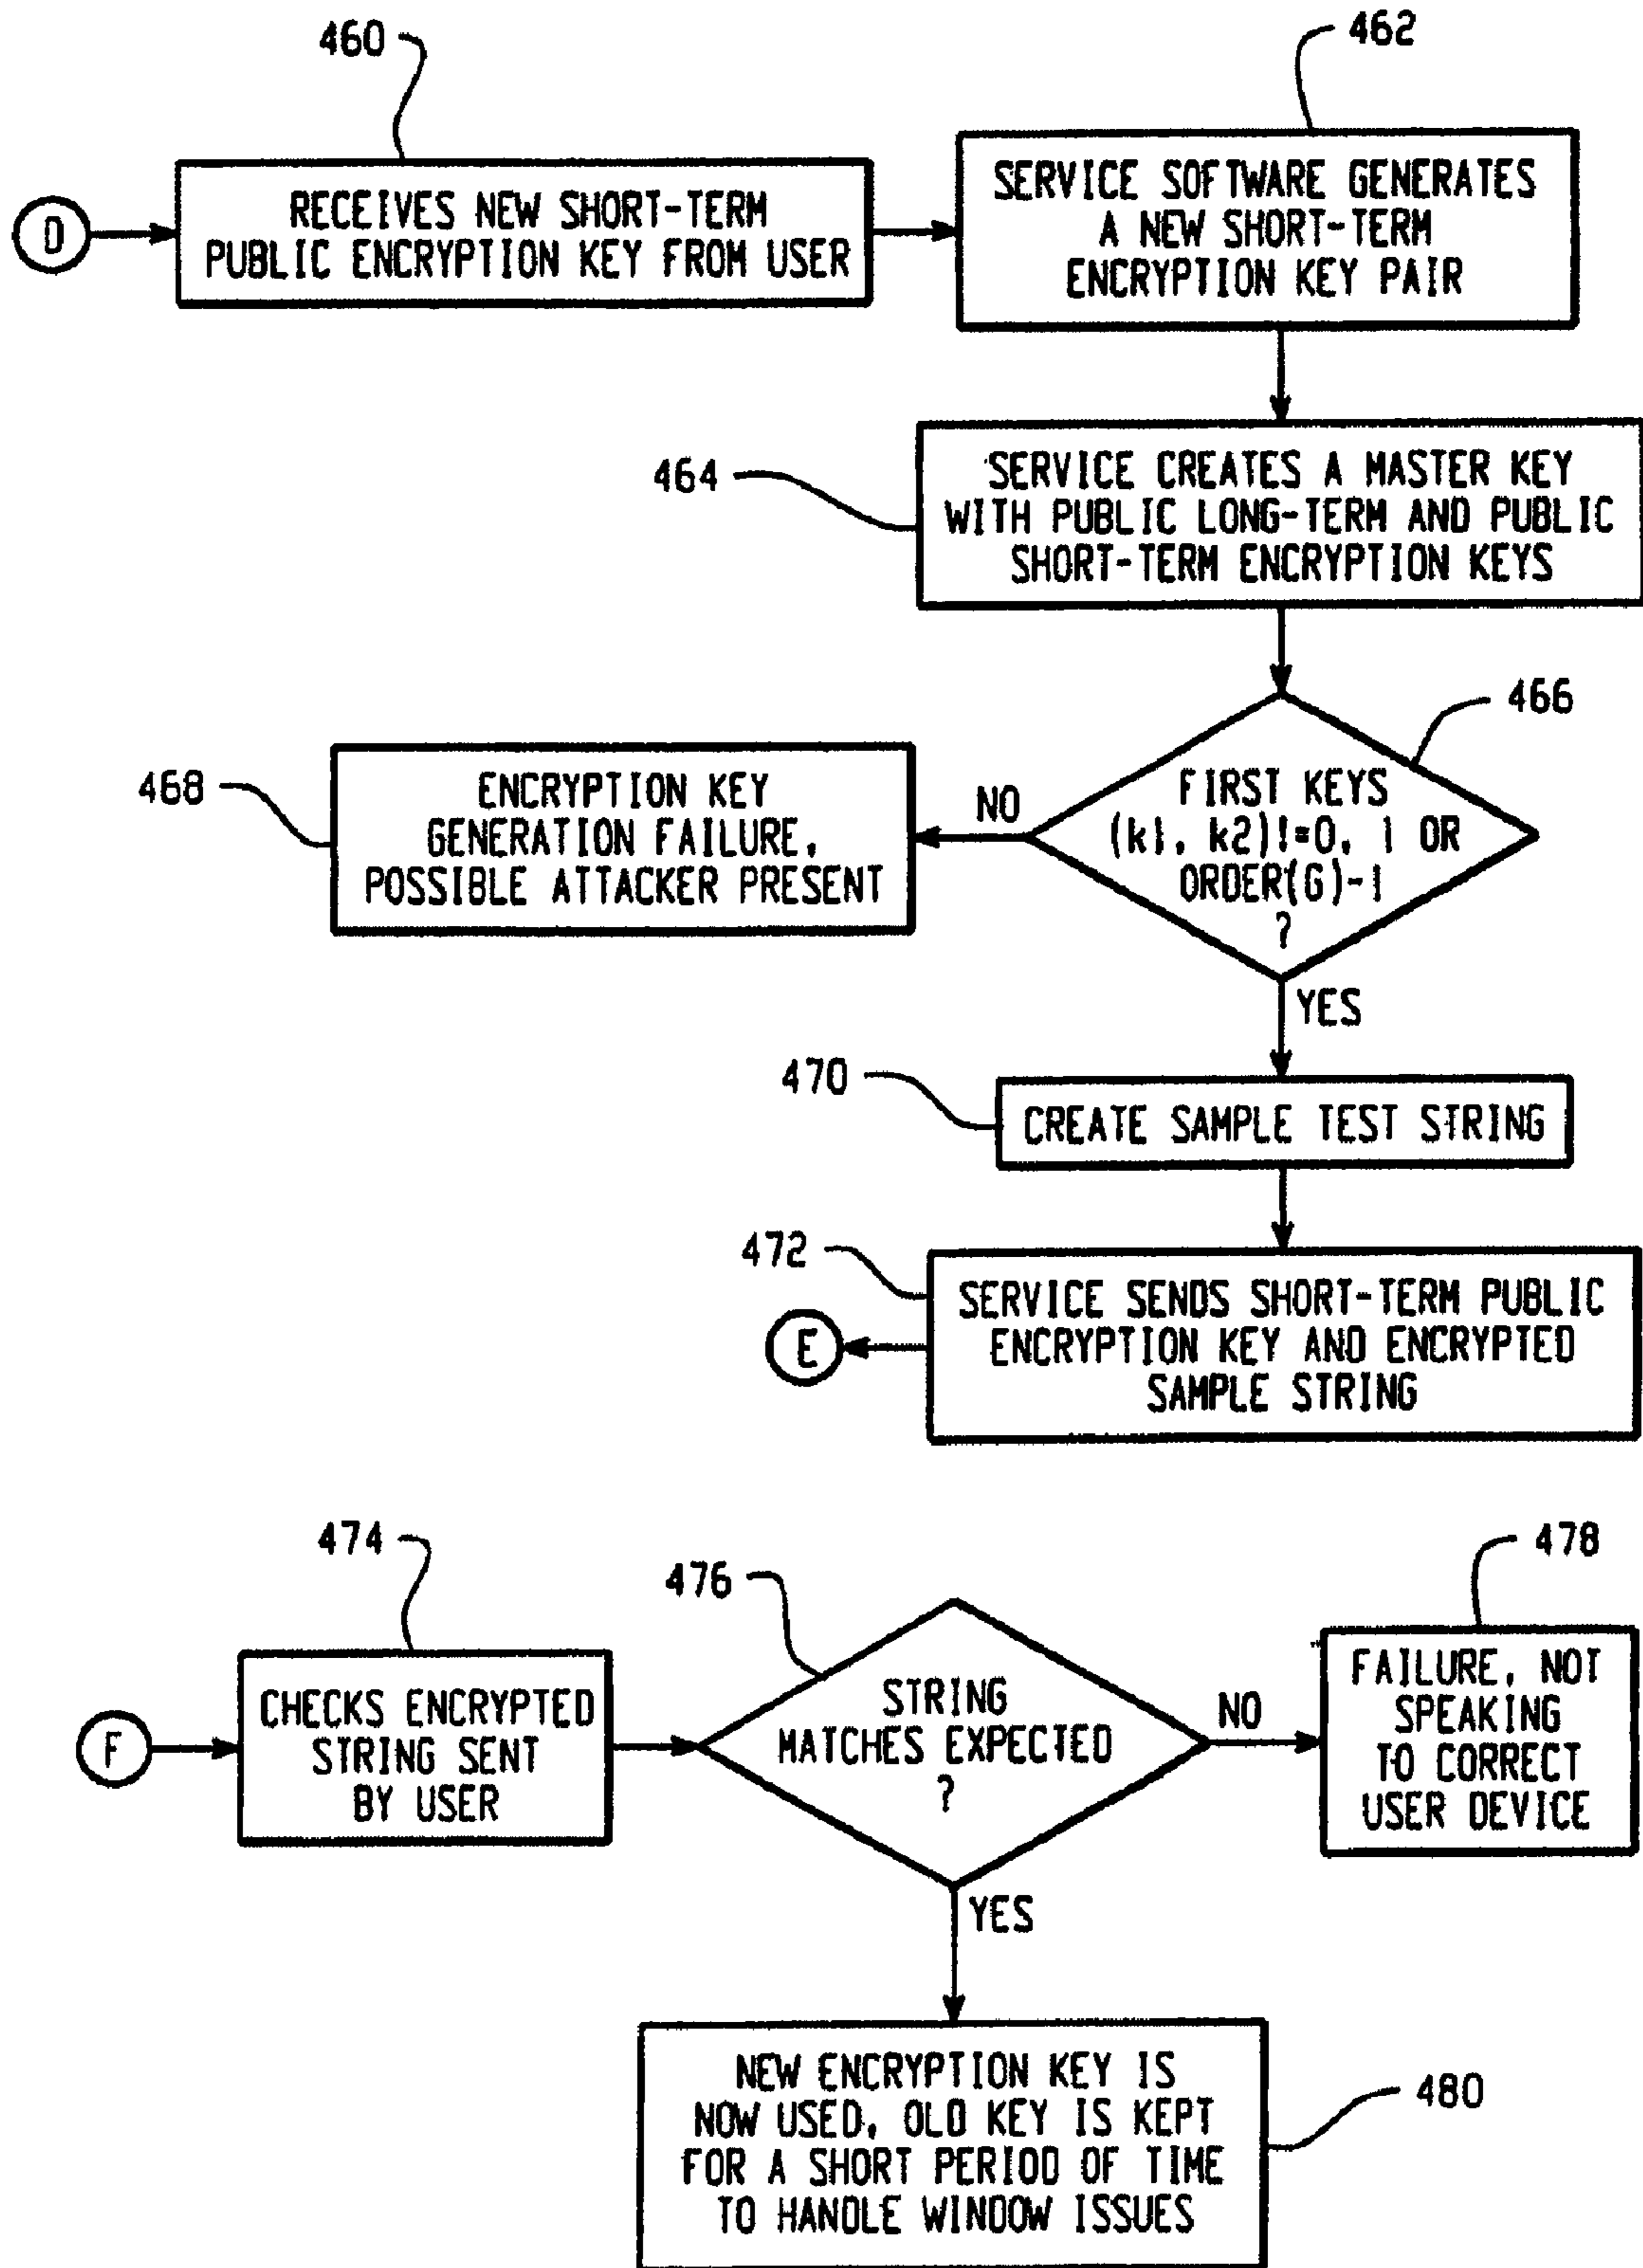 460
462
D
RECEIVES NEW SHORT-TERM
PUBLIC ENCRYPTION KEY FROM USER
SERVICE SOFTWARE GENERATES
A NEW SHORT-TERM
ENCRYPTION KEY PAIR
464
SERVICE CREATES A MASTER KEY
WITH PUBLIC LONG-TERM AND PUBLIC
SHORT-TERM ENCRYPTION KEYS
466
FIRST KEYS
(k1, k2)!=0, 1 OR
ORDER(G)-1
?
NO
468
ENCRYPTION KEY
GENERATION FAILURE,
POSSIBLE ATTACKER PRESENT
YES
470
CREATE SAMPLE TEST STRING
472
SERVICE SENDS SHORT-TERM PUBLIC
ENCRYPTION KEY AND ENCRYPTED
SAMPLE STRING
E
474
476
478
F
CHECKS ENCRYPTED
STRING SENT
BY USER
STRING
MATCHES EXPECTED
?
NO
FAILURE, NOT
SPEAKING
TO CORRECT
USER DEVICE
YES
NEW ENCRYPTION KEY IS
NOW USED, OLD KEY IS KEPT
FOR A SHORT PERIOD OF TIME
TO HANDLE WINDOW ISSUES
480